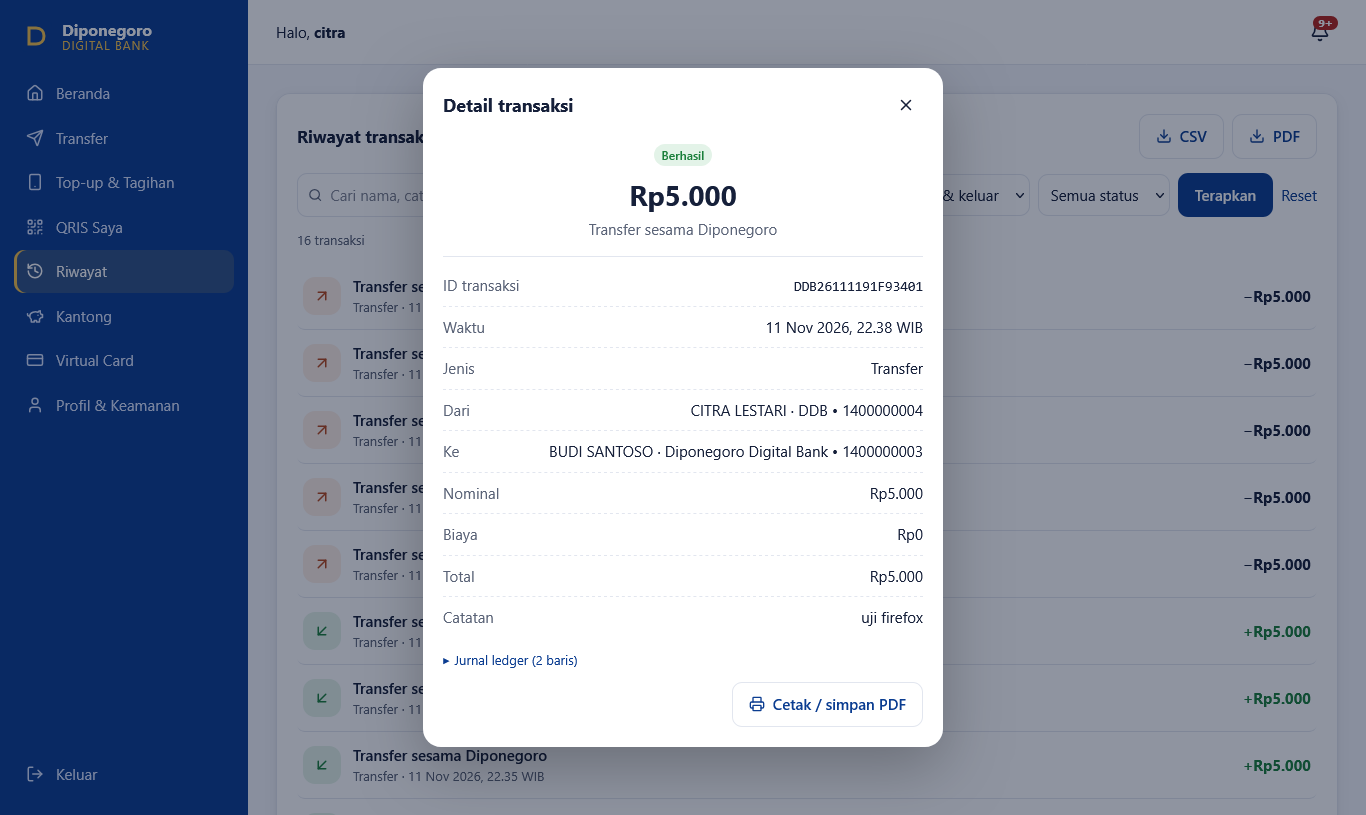 Diponegoro
DIGITAL BANK
Beranda
Transfer
Top-up & Tagihan
QRIS Saya
Riwayat
Kantong
Virtual Card
Profil & Keamanan
Keluar
Halo, citra
9+
Riwayat transak
CSV
PDF
Cari nama, cat
& keluar
Semua status
Terapkan
Reset
16 transaksi
Transfer se
Transfer · 11
−Rp5.000
Transfer se
Transfer · 11
−Rp5.000
Transfer se
Transfer · 11
−Rp5.000
Transfer se
Transfer · 11
−Rp5.000
Transfer se
Transfer · 11
−Rp5.000
Transfer se
Transfer · 11
+Rp5.000
Transfer se
Transfer · 11
+Rp5.000
Transfer sesama Diponegoro
Transfer · 11 Nov 2026, 22.35 WIB
+Rp5.000
Detail transaksi
Berhasil
Rp5.000
Transfer sesama Diponegoro
ID transaksi DDB26111191F93401
Waktu 11 Nov 2026, 22.38 WIB
Jenis Transfer
Dari CITRA LESTARI · DDB • 1400000004
Ke BUDI SANTOSO · Diponegoro Digital Bank • 1400000003
Nominal Rp5.000
Biaya Rp0
Total Rp5.000
Catatan uji firefox
▸ Jurnal ledger (2 baris)
Cetak / simpan PDF